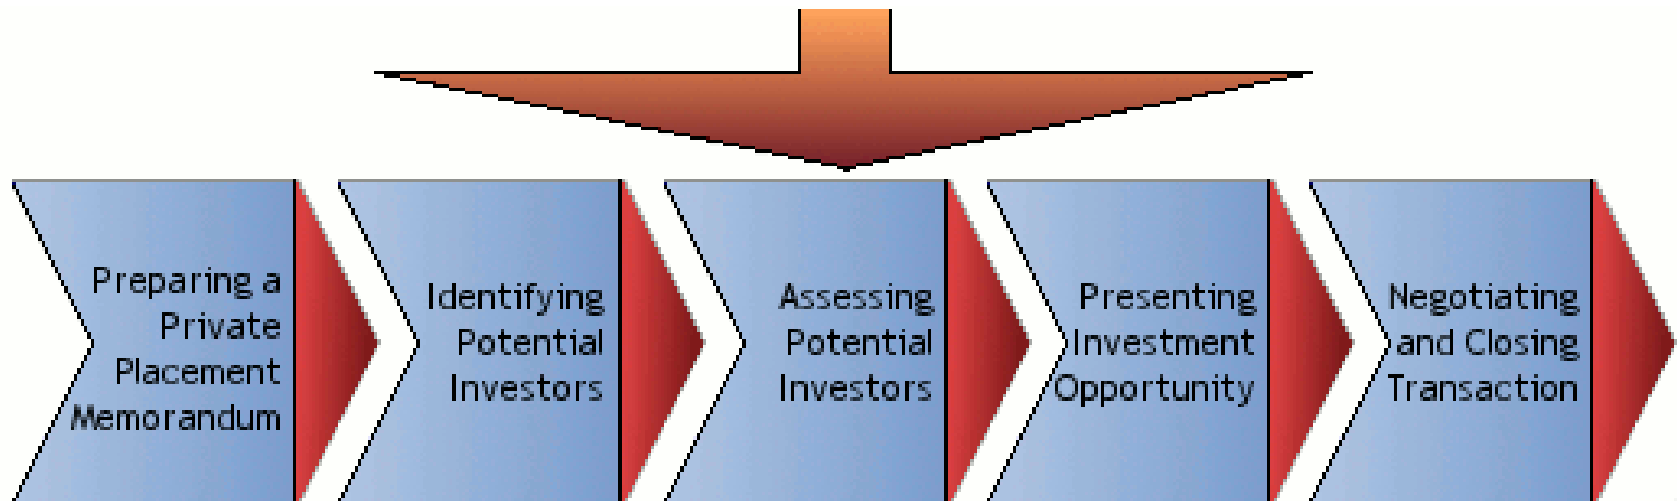 Preparing a
Private
Placement
Memorandum
Identifying
Potential
Investors
Assessing
Potential
Investors
Presenting
Investment
Opportunity
Negotiating
and Closing
Transaction